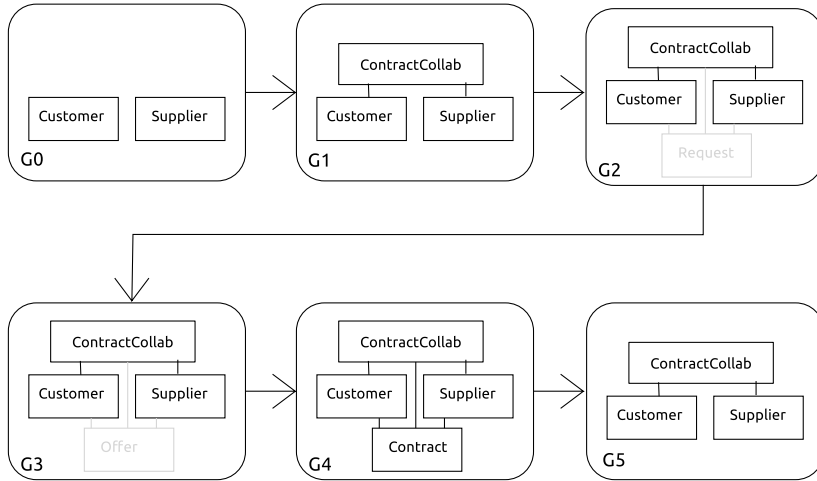 Customer
Supplier
G0
ContractCollab
Customer
Supplier
G1
ContractCollab
Customer
Supplier
Request
G2
ContractCollab
Customer
Supplier
Offer
G3
ContractCollab
Customer
Supplier
Contract
G4
ContractCollab
Customer
Supplier
G5